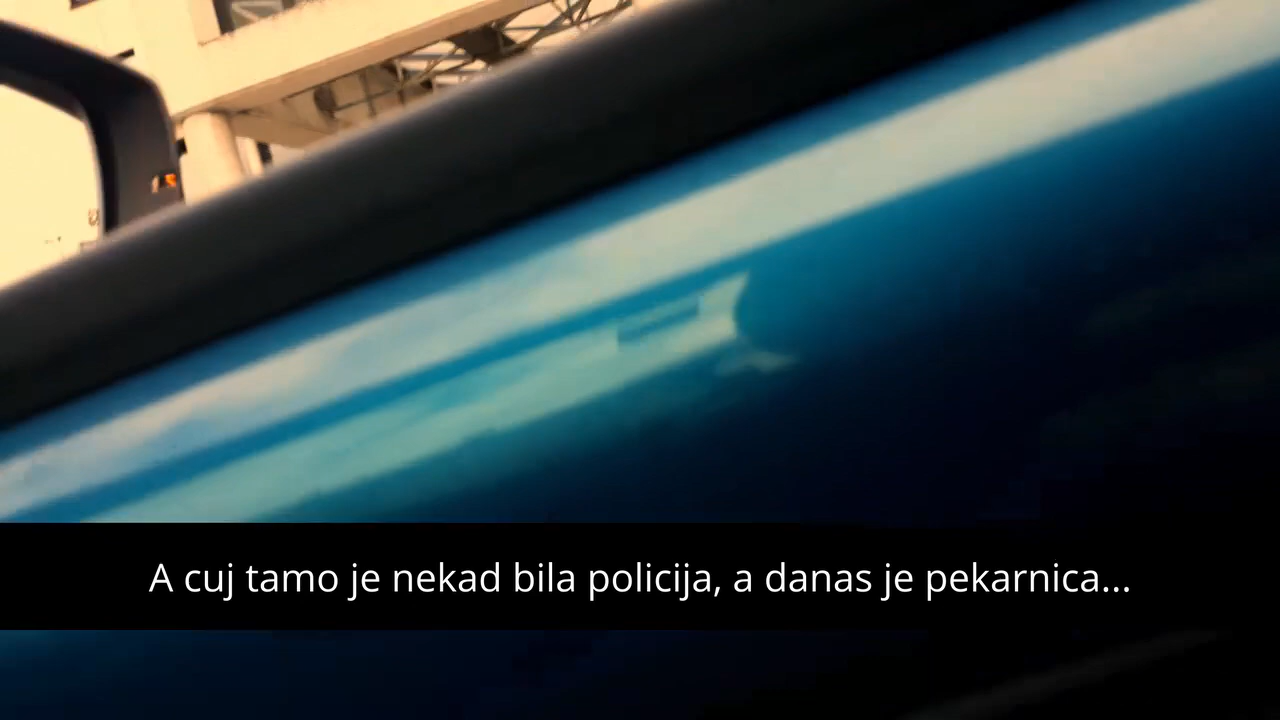 A cuj tamo je nekad bila policija, a danas je pekarnica...